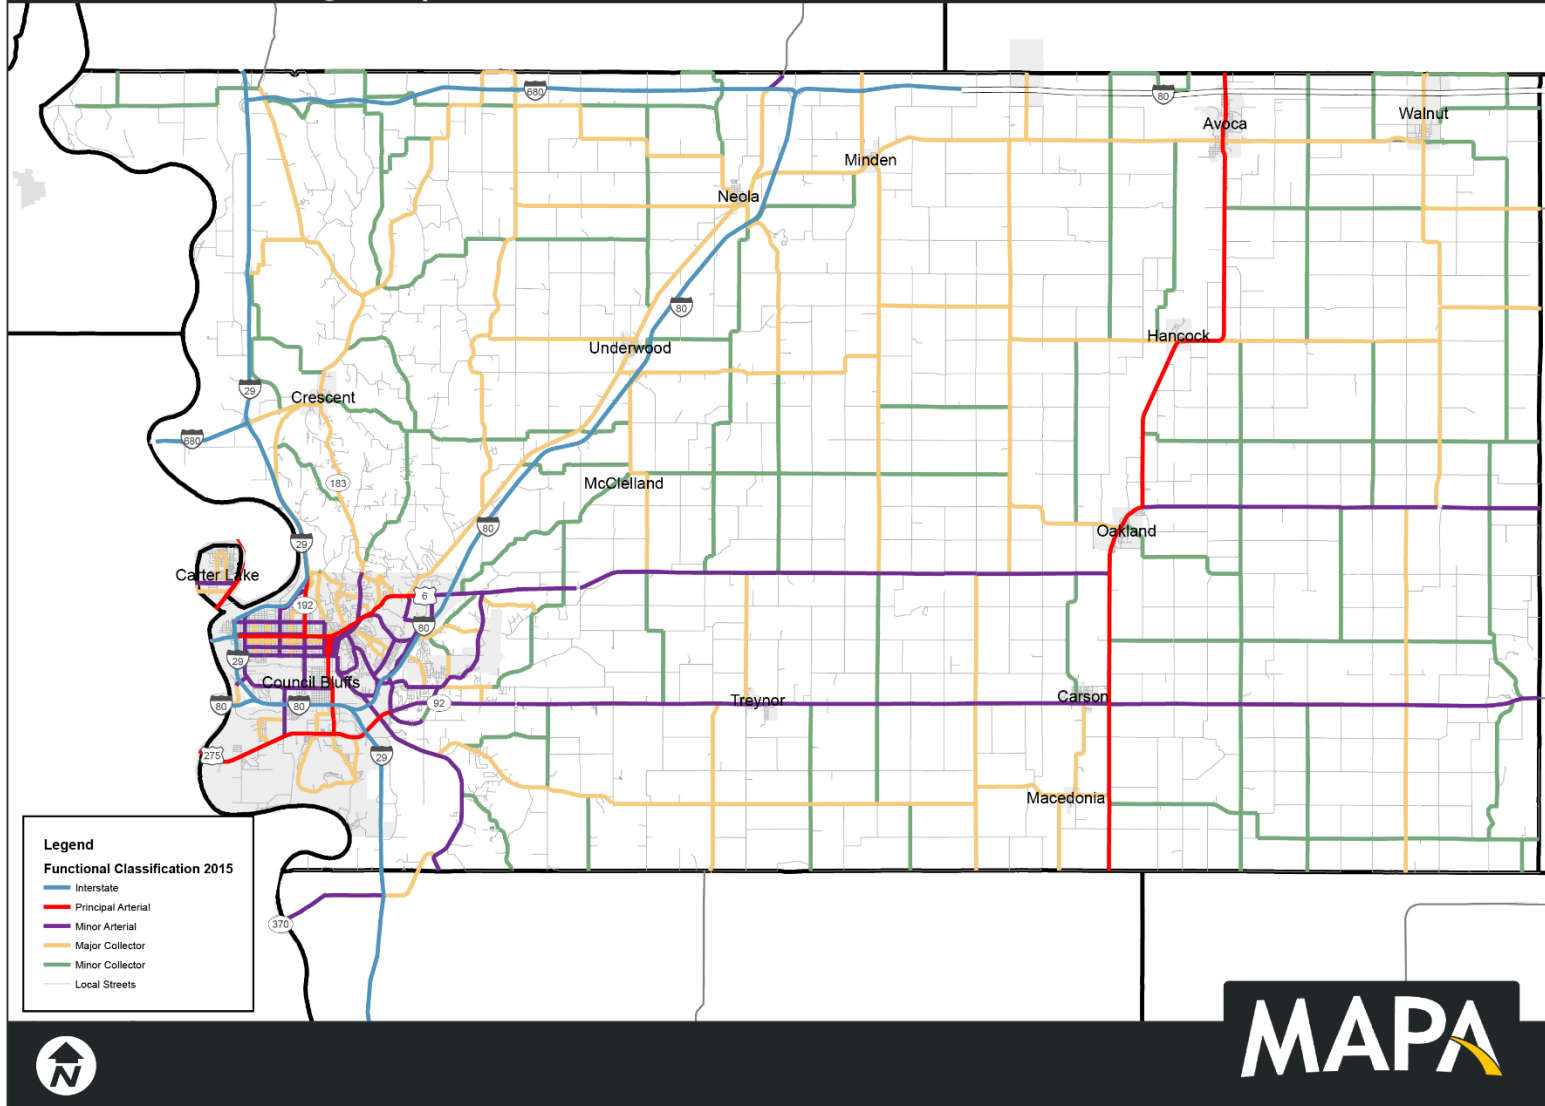 680
80
Walnut
Avoca
Minden
Neola
80
Hancock
Underwood
29
Crescent
680
183
McClelland
80
Oakland
29
Carter Lake
192
6
80
29
Council Bluffs
80
80
92
Treynor
Carson
275
29
Macedonia
Legend
Functional Classification 2015
Interstate
Principal Arterial
Minor Arterial
Major Collector
Minor Collector
Local Streets
370
N
MAPA